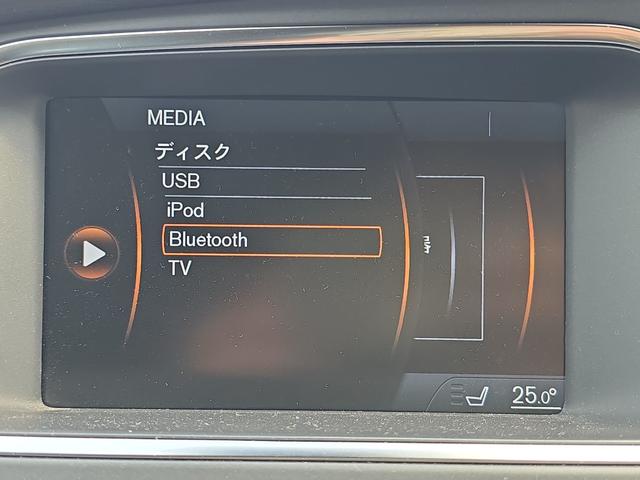 MEDIA
ディスク
USB
iPod
Bluetooth
TV
25.0°